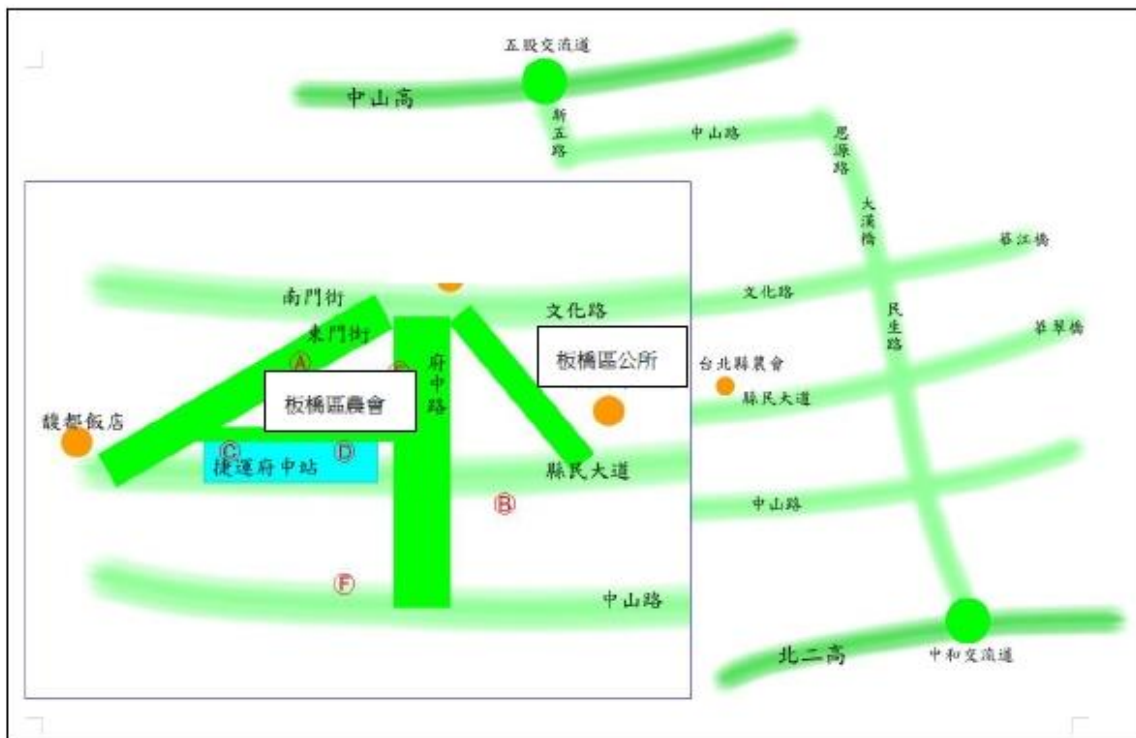 五股交流道
中山高
新五路
中山路
思源路
大漢橋
華江橋
文化路
民生路
華翠橋
台北縣農會
縣民大道
中山路
北二高
中和交流道
南門街
東門街
文化路
板橋區公所
府中路
Ⓐ
板橋區農會
馥都飯店
Ⓒ
Ⓓ
捷運府中站
縣民大道
Ⓑ
Ⓕ
中山路